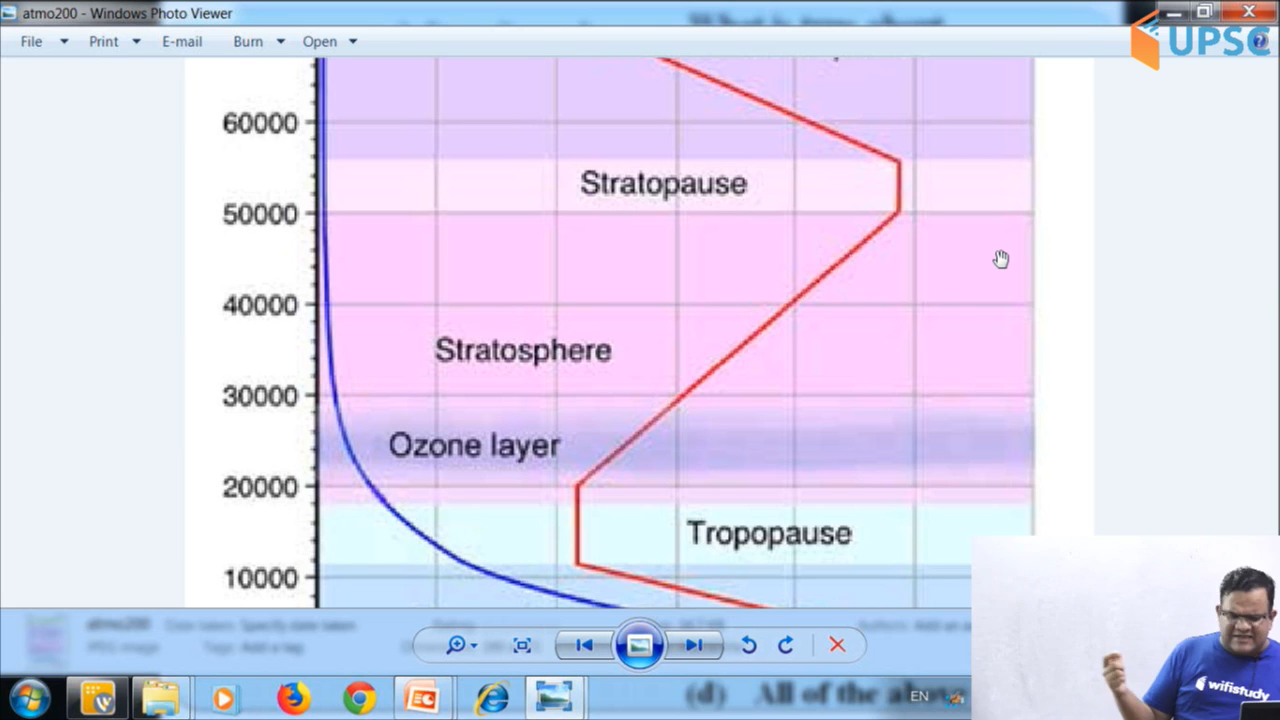 atmo200 - Windows Photo Viewer
File Print E-mail Burn Open
UPSC
60000
Stratopause
50000
40000
Stratosphere
30000
Ozone layer
20000
Tropopause
10000
atmo200
EN
(d) All of the above
wifistudy